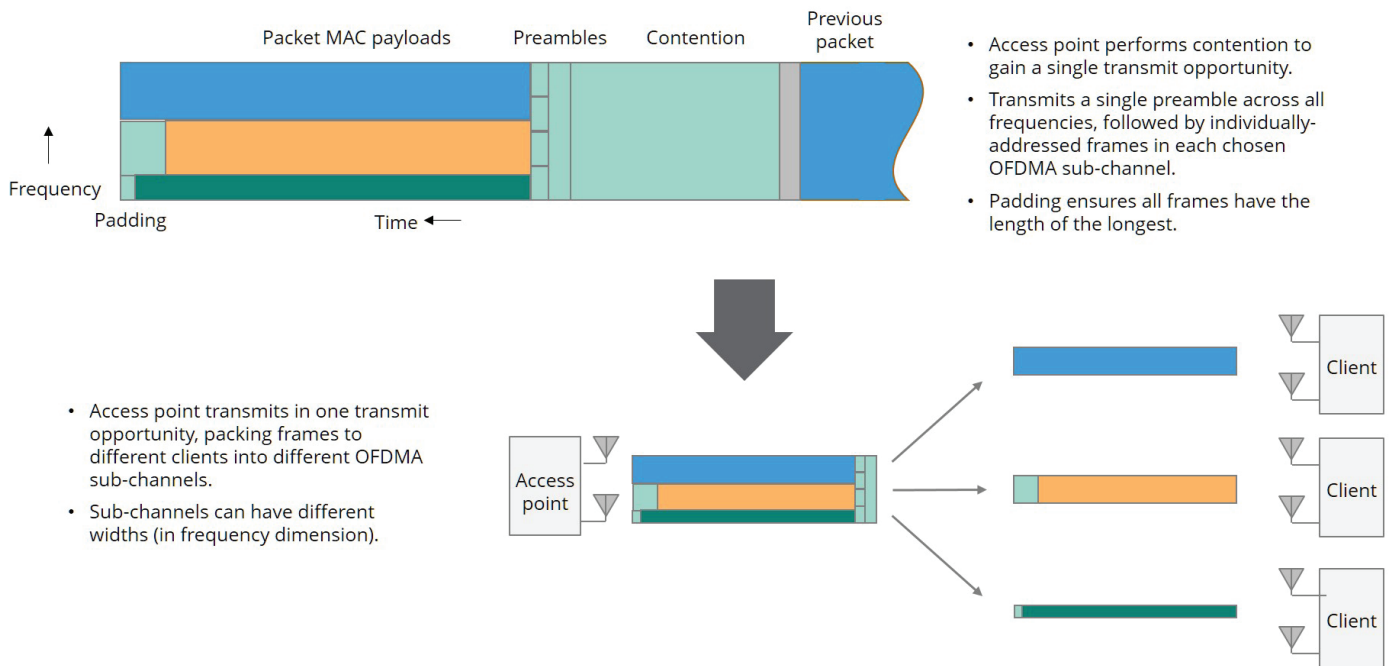 Packet MAC payloads
Preambles
Contention
Previous
packet
Frequency
Padding
Time
• Access point performs contention to
gain a single transmit opportunity.
• Transmits a single preamble across all
frequencies, followed by individually-
addressed frames in each chosen
OFDMA sub-channel.
• Padding ensures all frames have the
length of the longest.
• Access point transmits in one transmit
opportunity, packing frames to
different clients into different OFDMA
sub-channels.
• Sub-channels can have different
widths (in frequency dimension).
Access
point
Client
Client
Client